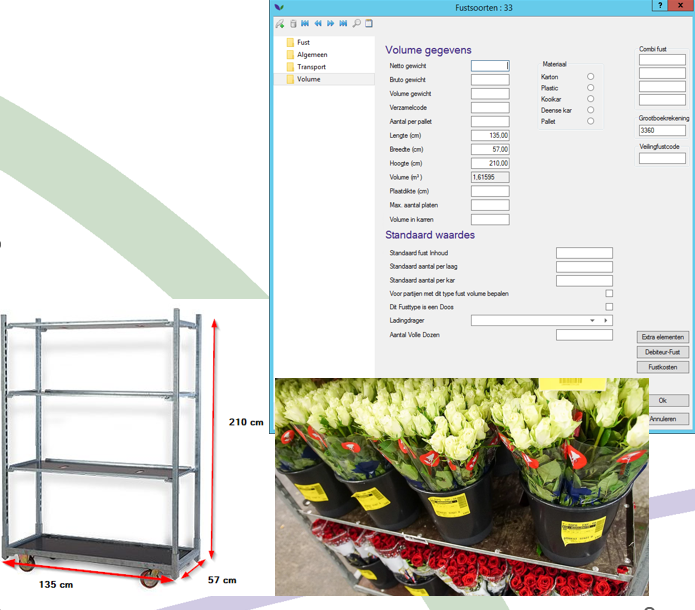 Fustsoorten : 33
? x
Fust
Algemeen
Transport
Volume
Volume gegevens
Netto gewicht
Bruto gewicht
Volume gewicht
Verzamelcode
Aantal per pallet
Lengte (cm) 135,00
Breedte (cm) 57,00
Hoogte (cm) 210,00
Volume (m³ ) 1,61595
Plaatdikte (cm)
Max. aantal platen
Volume in karren
Materiaal
Karton
Plastic
Kooikar
Deense kar
Pallet
Combi fust
Grootboekrekening
3360
Veilingfustcode
Standaard waardes
Standaard fust Inhoud
Standaard aantal per laag
Standaard aantal per kar
Voor partijen met dit type fust volume bepalen
Dit Fusttype is een Doos
Ladingdrager
Aantal Volle Dozen
Extra elementen
Debiteur-Fust
Fustkosten
Ok
Annuleren
210 cm
135 cm
57 cm